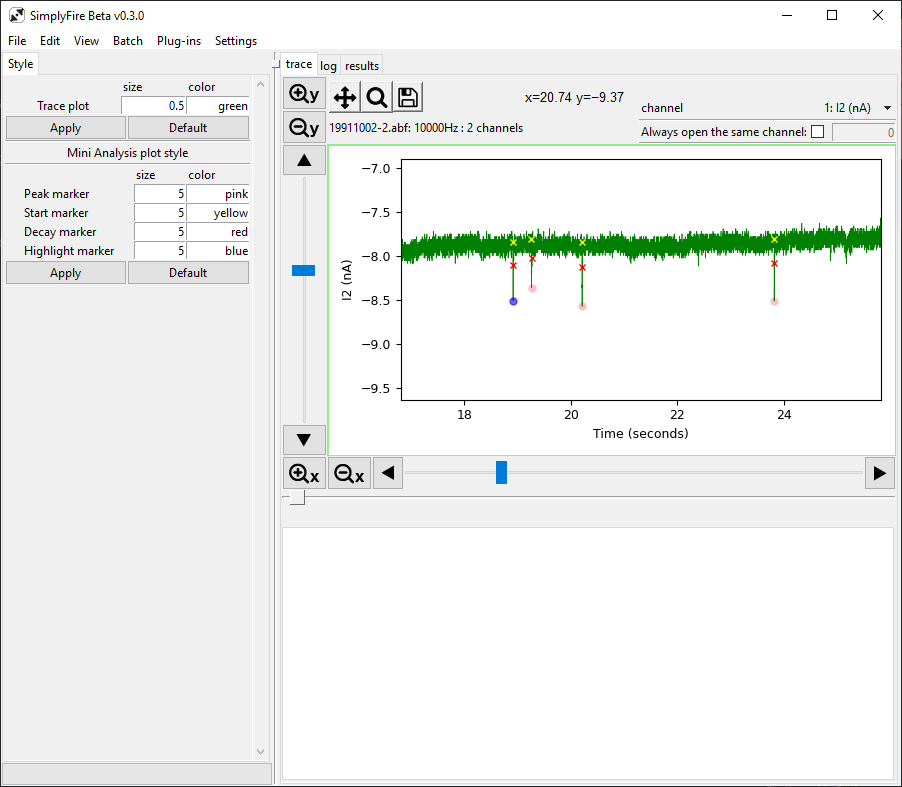 SimplyFire Beta v0.3.0
File Edit View Batch Plug-ins Settings
Style
size color
Trace plot 0.5 green
Apply Default
Mini Analysis plot style
size color
Peak marker 5 pink
Start marker 5 yellow
Decay marker 5 red
Highlight marker 5 blue
Apply Default
trace log results
y
x=20.74 y=−9.37
channel 1: I2 (nA)
y
19911002-2.abf: 10000Hz : 2 channels
Always open the same channel: 0
−7.0
−7.5
−8.0
−8.5
−9.0
−9.5
I2 (nA)
18 20 22 24
Time (seconds)
x x